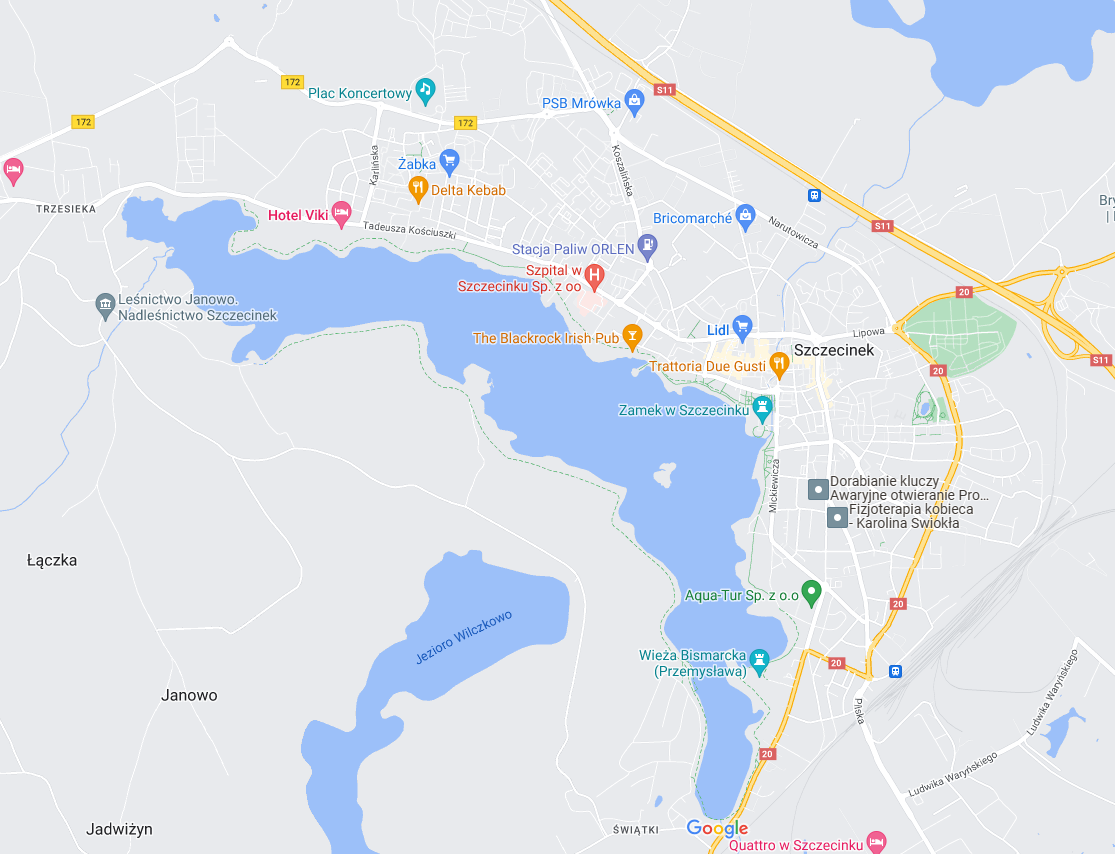 S11
172
Plac Koncertowy
PSB Mrówka
172
172
Koszalińska
Karlińska
Żabka
Delta Kebab
TRZESIEKA
Hotel Viki
Bricomarché
Narutowicza
S11
Tadeusza Kościuszki
Stacja Paliw ORLEN
Szpital w
Szczecinku Sp. z oo
20
Leśnictwo Janowo.
Nadleśnictwo Szczecinek
The Blackrock Irish Pub
Lidl
Lipowa
Szczecinek
S11
Trattoria Due Gusti
20
Zamek w Szczecinku
Mickiewicza
Dorabianie kluczy
Awaryjne otwieranie Pro...
Fizjoterapia kobieca
- Karolina Swiokła
Łączka
Aqua-Tur Sp. z o.o
20
Jezioro Wilczkowo
Wieża Bismarcka
(Przemysława)
20
Janowo
Pilska
Ludwika Waryńskiego
20
Ludwika Waryńskiego
Jadwiżyn
ŚWIĄTKI
Google
Quattro w Szczecinku